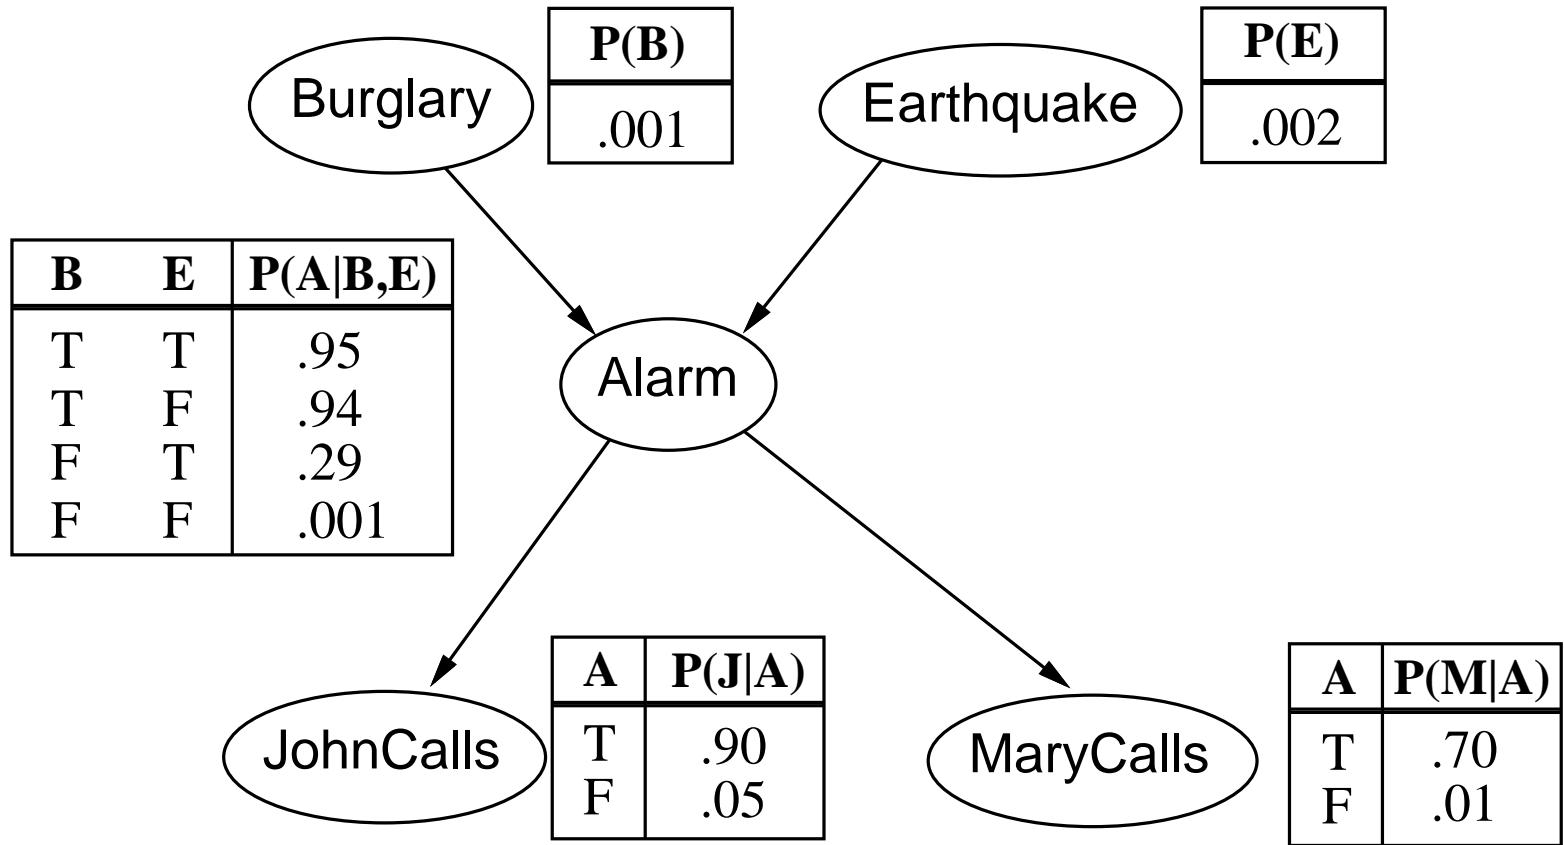 Burglary
P(B)
.001
Earthquake
P(E)
.002
B E P(A|B,E)
T T .95
T F .94
F T .29
F F .001
Alarm
JohnCalls
A P(J|A)
T .90
F .05
MaryCalls
A P(M|A)
T .70
F .01